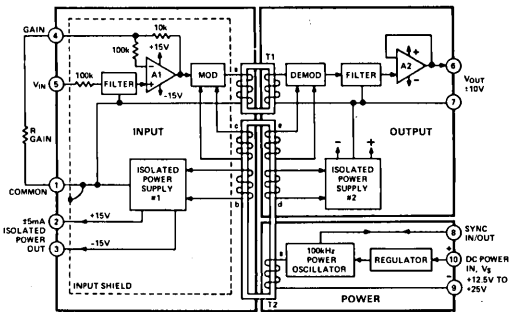 GAIN
4
10k
100k
+15V
A1
-15V
VIN
5
100k
FILTER
MOD
INPUT
R
GAIN
COMMON
1
ISOLATED
POWER
SUPPLY
#1
±5mA
ISOLATED
POWER
OUT
2
+15V
3
-15V
INPUT SHIELD
T1
c
b
e
d
T2
DEMOD
FILTER
A2
+
-
6
VOUT
±10V
7
OUTPUT
-
+
ISOLATED
POWER
SUPPLY
#2
100kHz
POWER
OSCILLATOR
REGULATOR
8
SYNC
IN/OUT
+
10
DC POWER
IN, VS
-
9
+12.5V TO
+25V
POWER